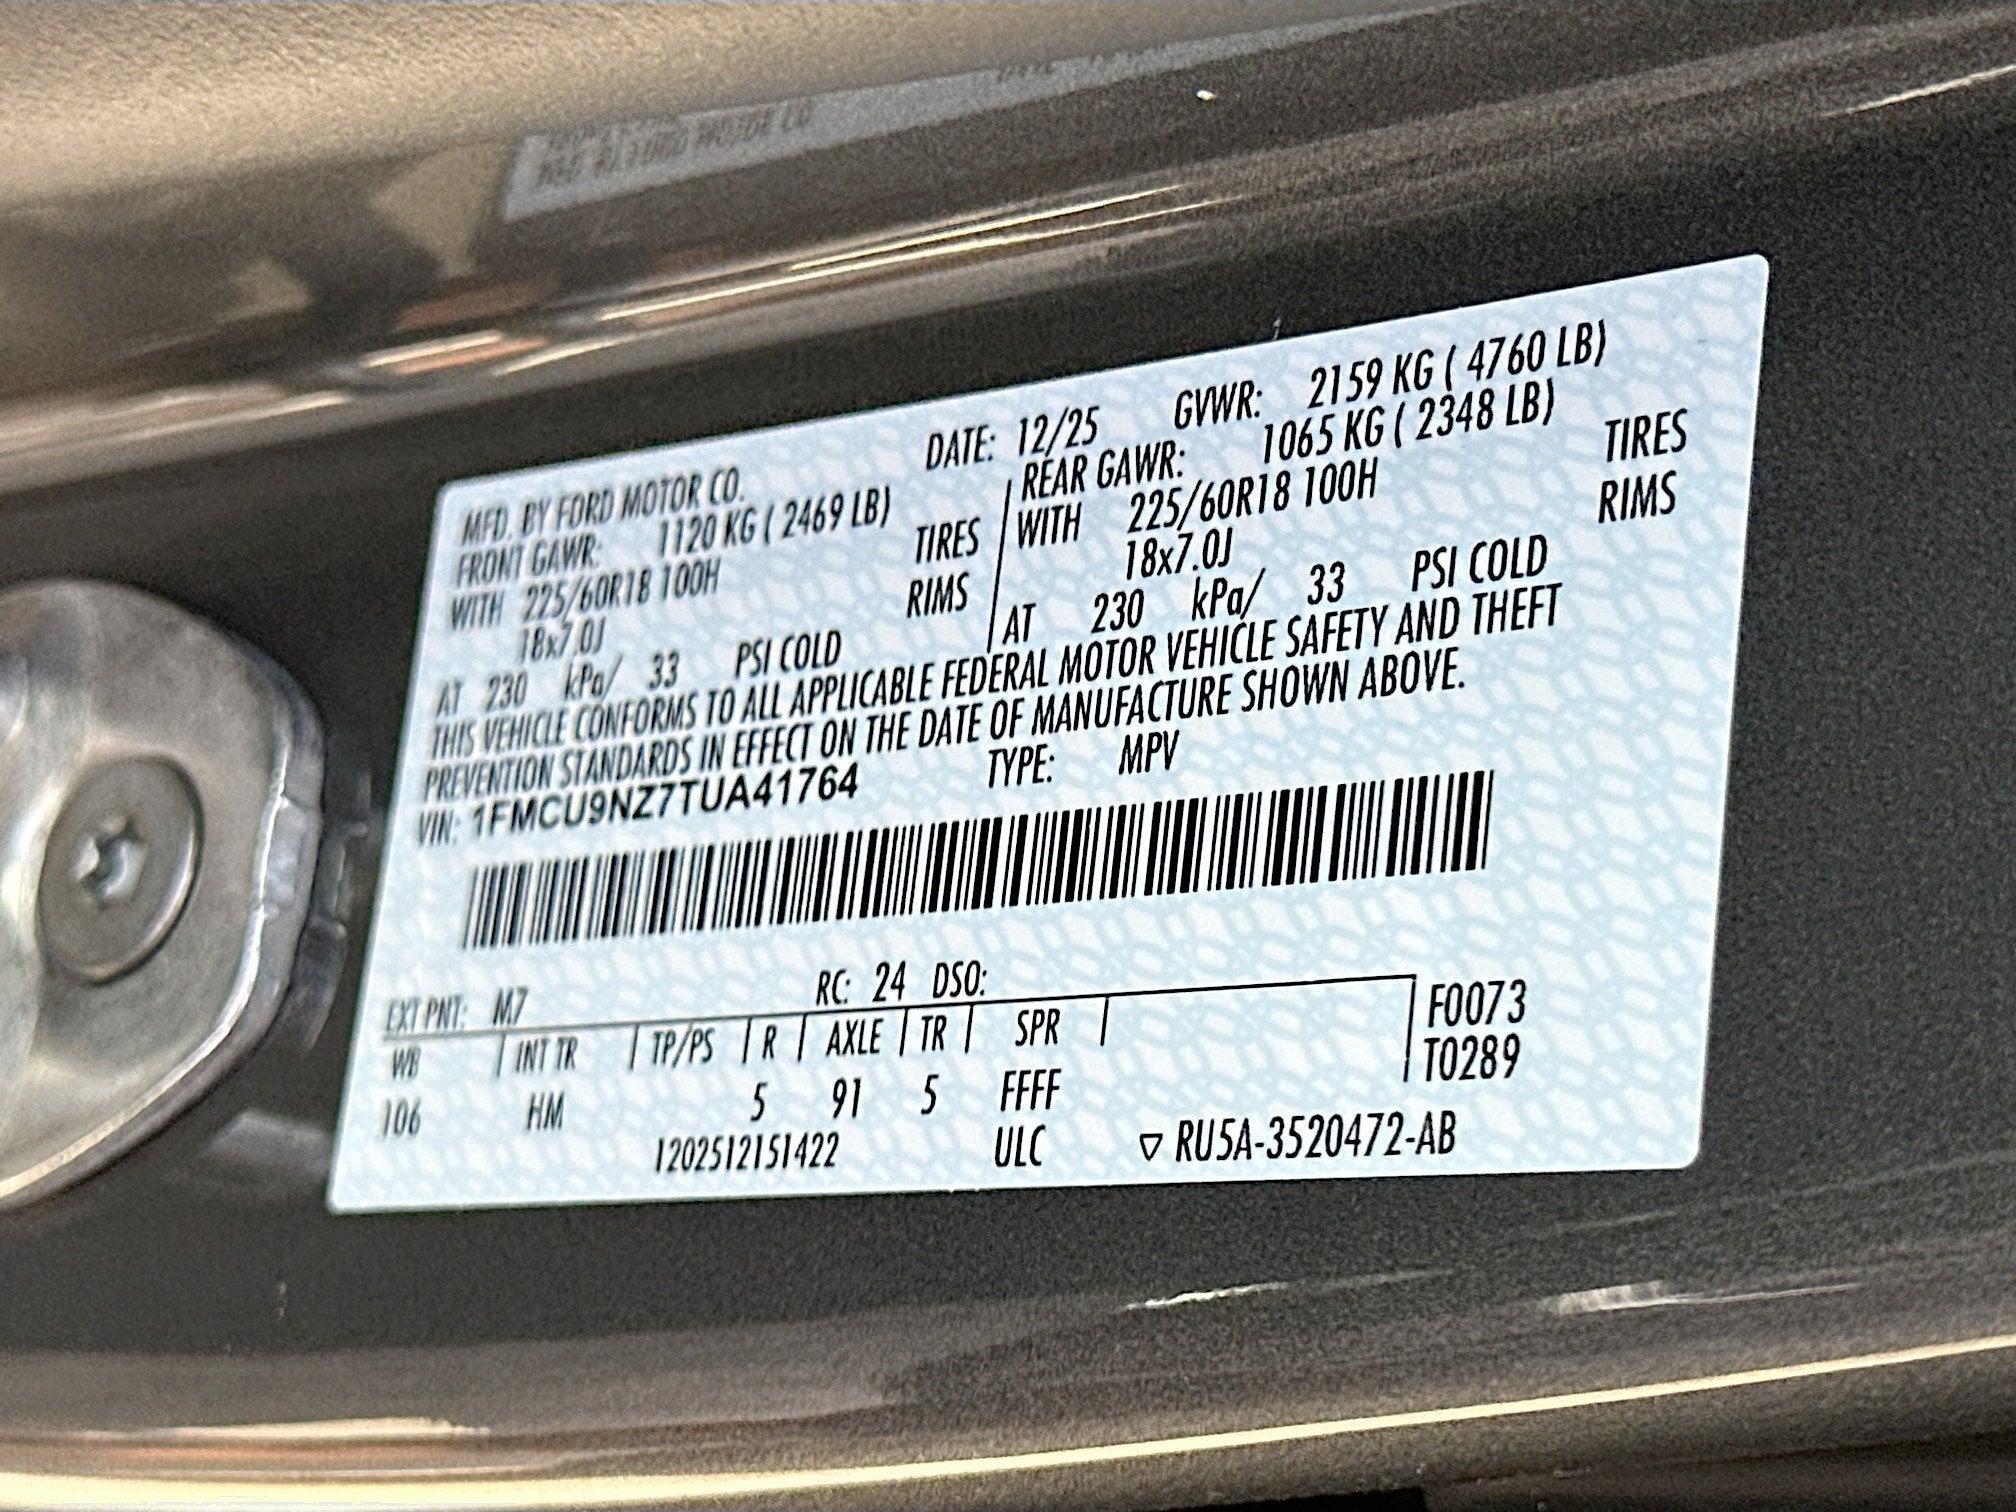 MFD. BY FORD MOTOR CO.
DATE: 12/25 GVWR: 2159 KG ( 4760 LB)
FRONT GAWR: 1120 KG ( 2469 LB)
WITH 225/60R18 100H TIRES
18x7.0J RIMS
AT 230 kPa/ 33 PSI COLD
REAR GAWR: 1065 KG ( 2348 LB)
WITH 225/60R18 100H TIRES
18x7.0J RIMS
AT 230 kPa/ 33 PSI COLD
THIS VEHICLE CONFORMS TO ALL APPLICABLE FEDERAL MOTOR VEHICLE SAFETY AND THEFT
PREVENTION STANDARDS IN EFFECT ON THE DATE OF MANUFACTURE SHOWN ABOVE.
VIN: 1FMCU9NZ7TUA41764 TYPE: MPV
EXT PNT: M7 RC: 24 DSO:
WB INT TR TP/PS R AXLE TR SPR F0073
T0289
106 HM 5 91 5 FFFF
1202512151422 ULC ▽ RU5A-3520472-AB